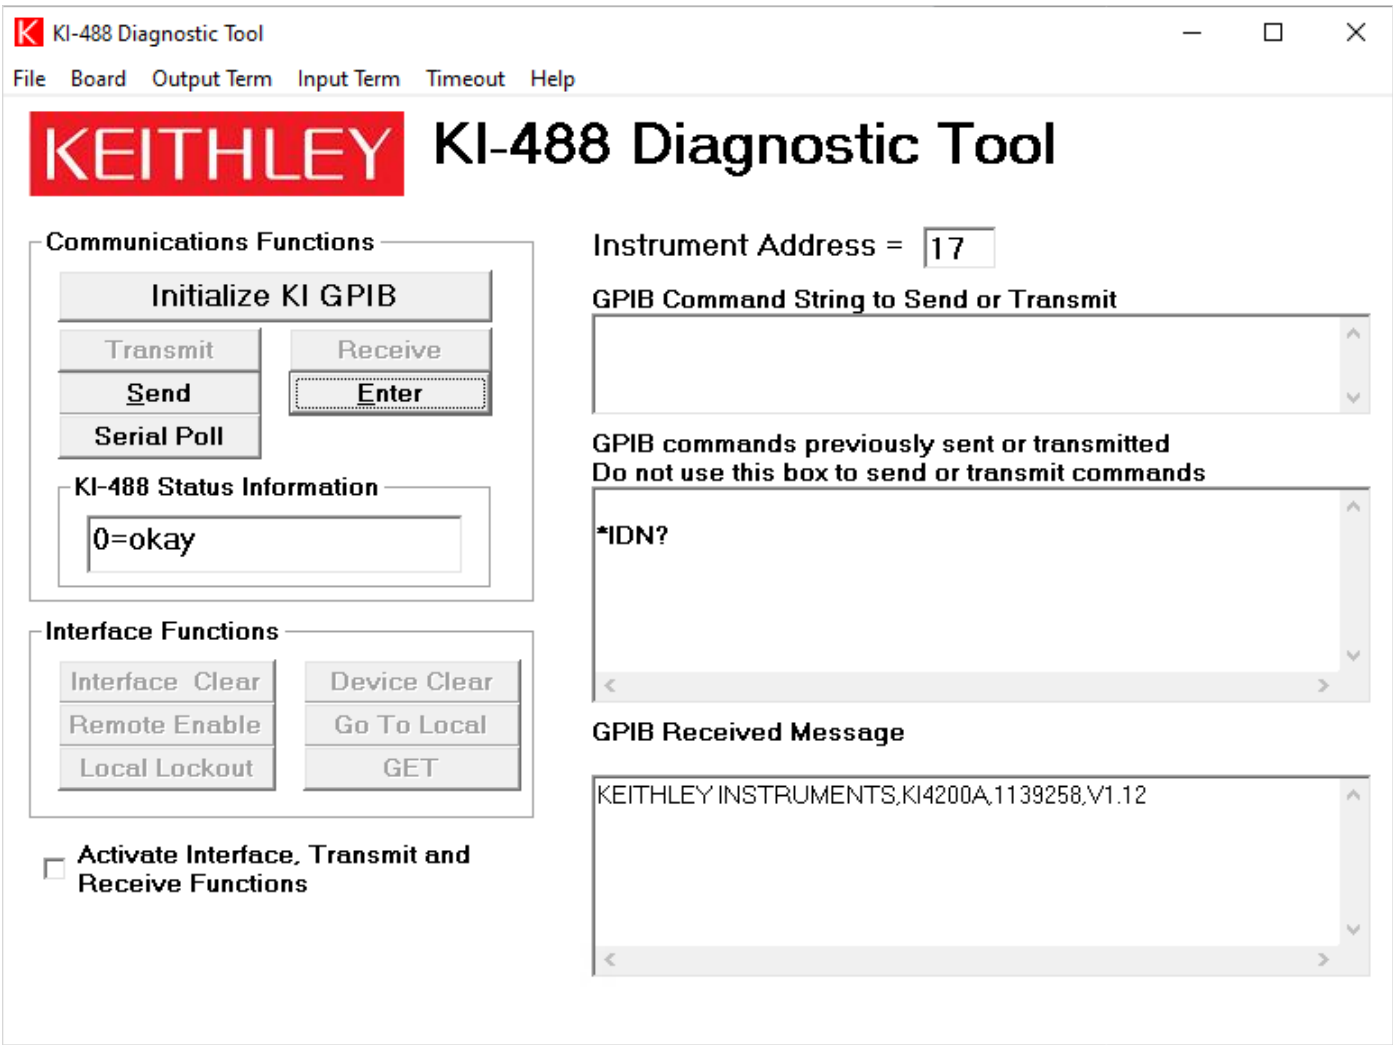 KI-488 Diagnostic Tool
File Board Output Term Input Term Timeout Help
KEITHLEY KI-488 Diagnostic Tool
Communications Functions
Initialize KI GPIB
Transmit Receive
Send Enter
Serial Poll
KI-488 Status Information
0=okay
Interface Functions
Interface Clear Device Clear
Remote Enable Go To Local
Local Lockout GET
Activate Interface, Transmit and
Receive Functions
Instrument Address = 17
GPIB Command String to Send or Transmit
GPIB commands previously sent or transmitted
Do not use this box to send or transmit commands
*IDN?
GPIB Received Message
KEITHLEY INSTRUMENTS,KI4200A,1139258,V1.12